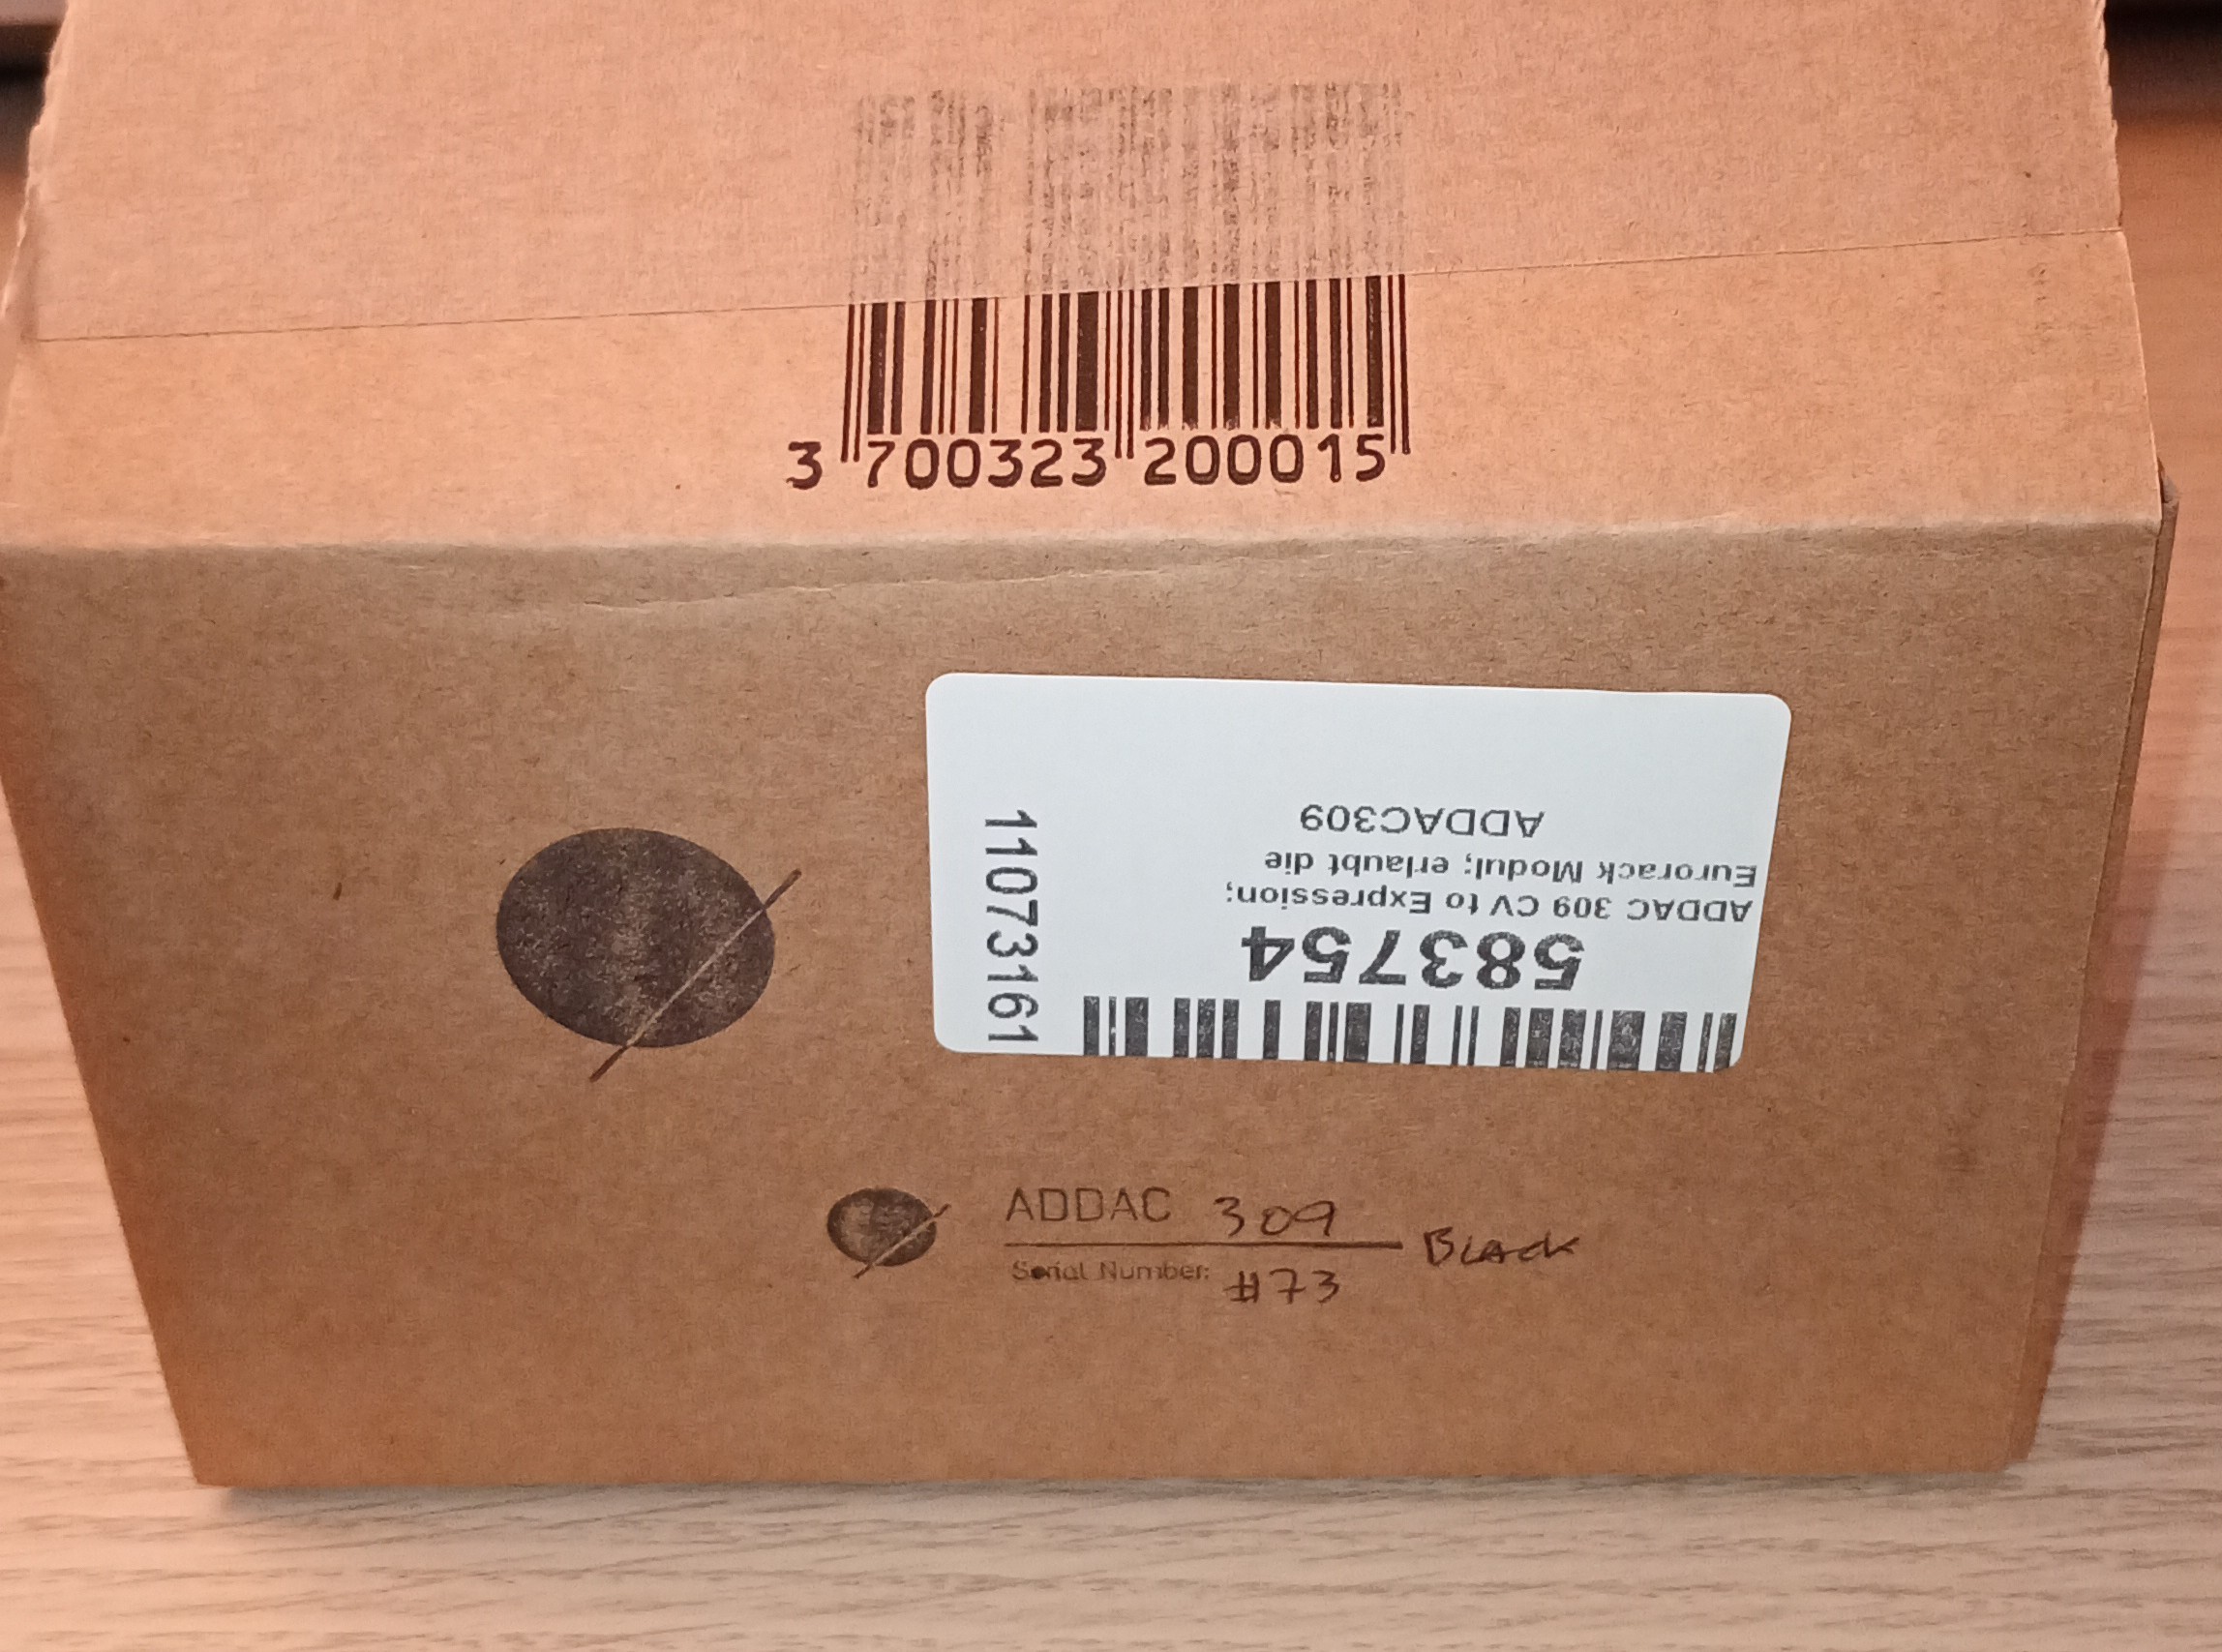 3 700323 200015
583754
ADDAC 309 CV to Expression;
Eurorack Modul; erlaubt die
ADDAC309
11073161
ADDAC 309
Serial Number: #73
Black